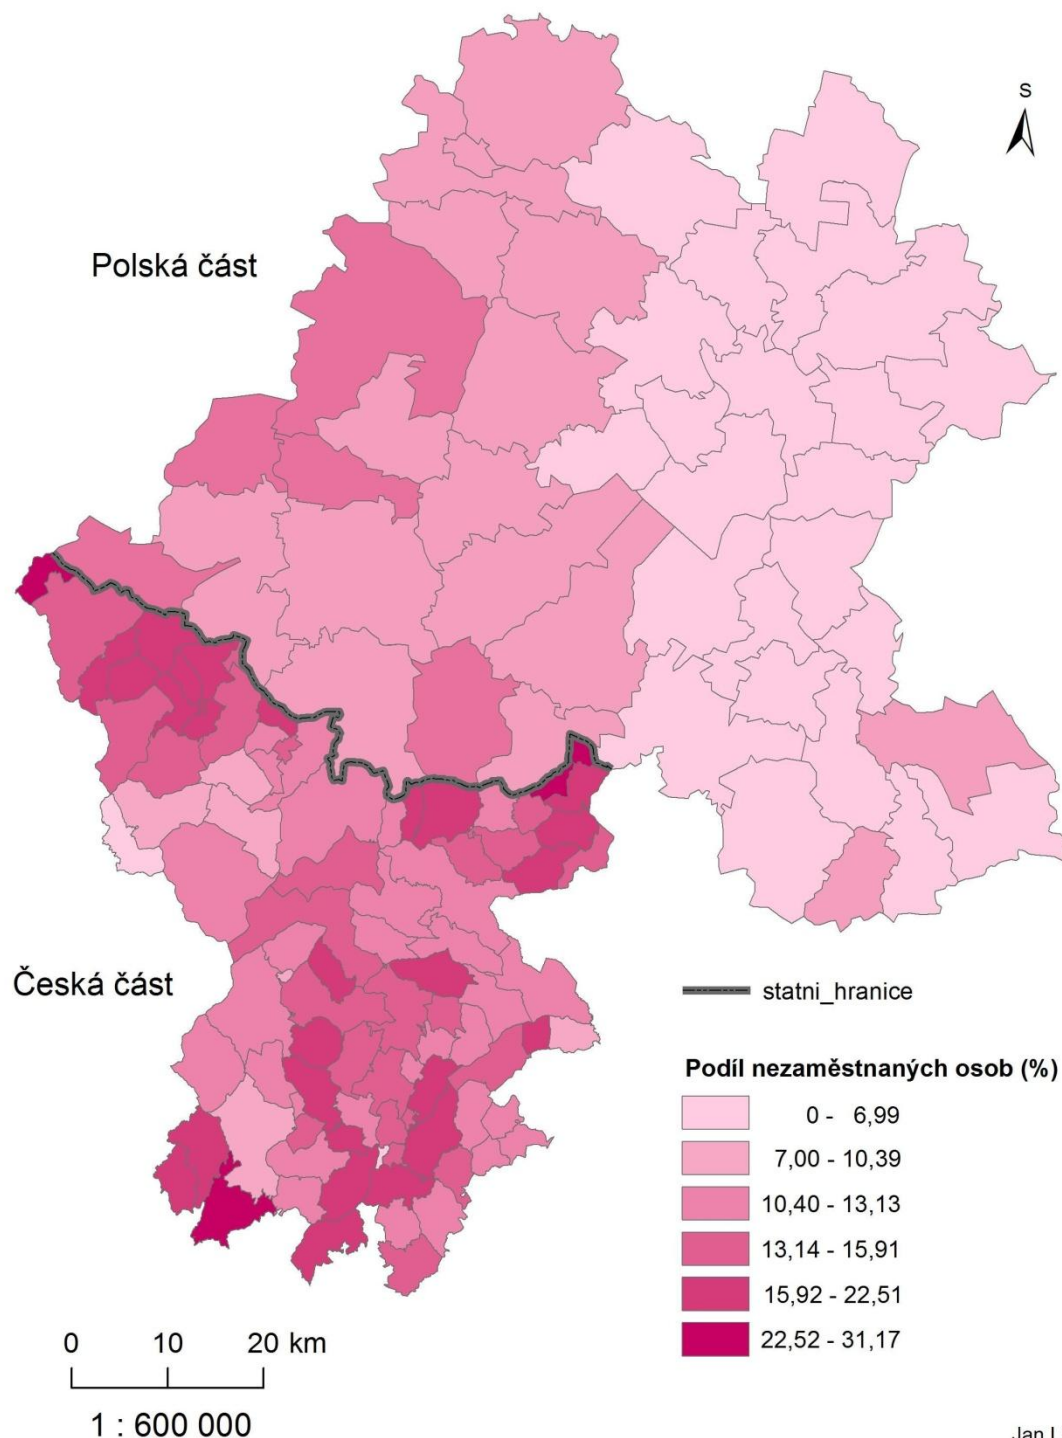 S
Polská část
Česká část
statni_hranice
Podíl nezaměstnaných osob (%)
0 - 6,99
7,00 - 10,39
10,40 - 13,13
13,14 - 15,91
15,92 - 22,51
22,52 - 31,17
0 10 20 km
1 : 600 000
Jan